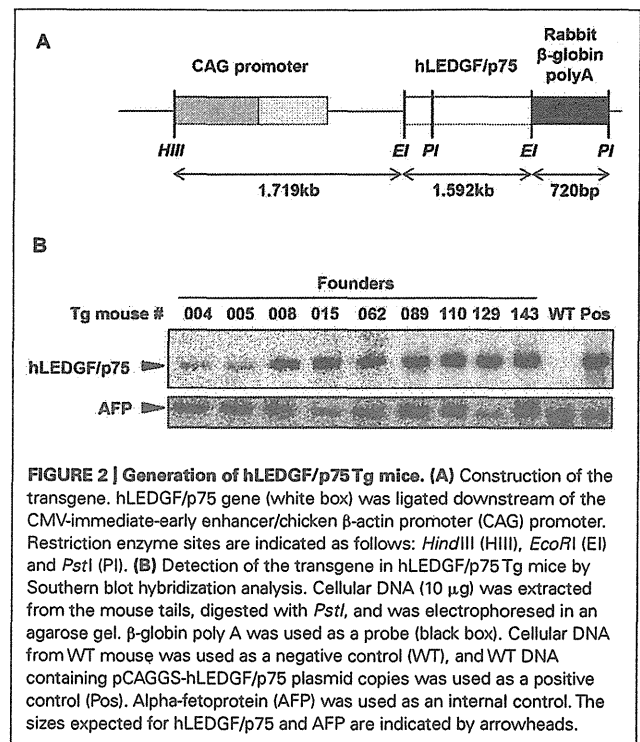 A
Rabbit
β-globin
polyA
CAG promoter
hLEDGF/p75
HIII EI PI EI PI
1.719kb 1.592kb 720bp
B
Founders
Tg mouse # 004 005 008 015 062 089 110 129 143 WT Pos
hLEDGF/p75
AFP
FIGURE 2 | Generation of hLEDGF/p75 Tg mice. (A) Construction of the
transgene. hLEDGF/p75 gene (white box) was ligated downstream of the
CMV-immediate-early enhancer/chicken β-actin promoter (CAG) promoter.
Restriction enzyme sites are indicated as follows: HindIII (HIII), EcoRI (EI)
and PstI (PI). (B) Detection of the transgene in hLEDGF/p75 Tg mice by
Southern blot hybridization analysis. Cellular DNA (10 μg) was extracted
from the mouse tails, digested with PstI, and was electrophoresed in an
agarose gel. β-globin poly A was used as a probe (black box). Cellular DNA
from WT mouse was used as a negative control (WT), and WT DNA
containing pCAGGS-hLEDGF/p75 plasmid copies was used as a positive
control (Pos). Alpha-fetoprotein (AFP) was used as an internal control. The
sizes expected for hLEDGF/p75 and AFP are indicated by arrowheads.